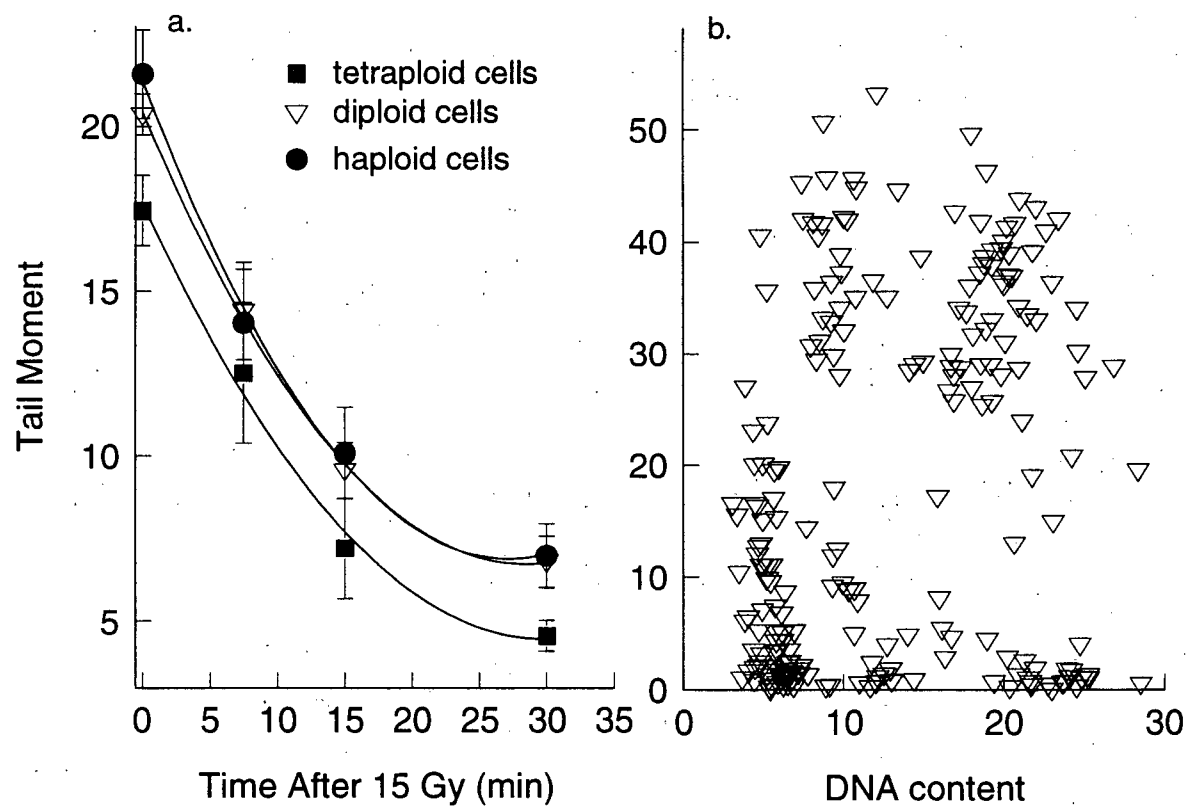 a.
tetraploid cells
diploid cells
haploid cells
20
15
10
5
0 5 10 15 20 25 30 35
Tail Moment
Time After 15 Gy (min)
b.
50
40
30
20
10
0
0 10 20 30
DNA content